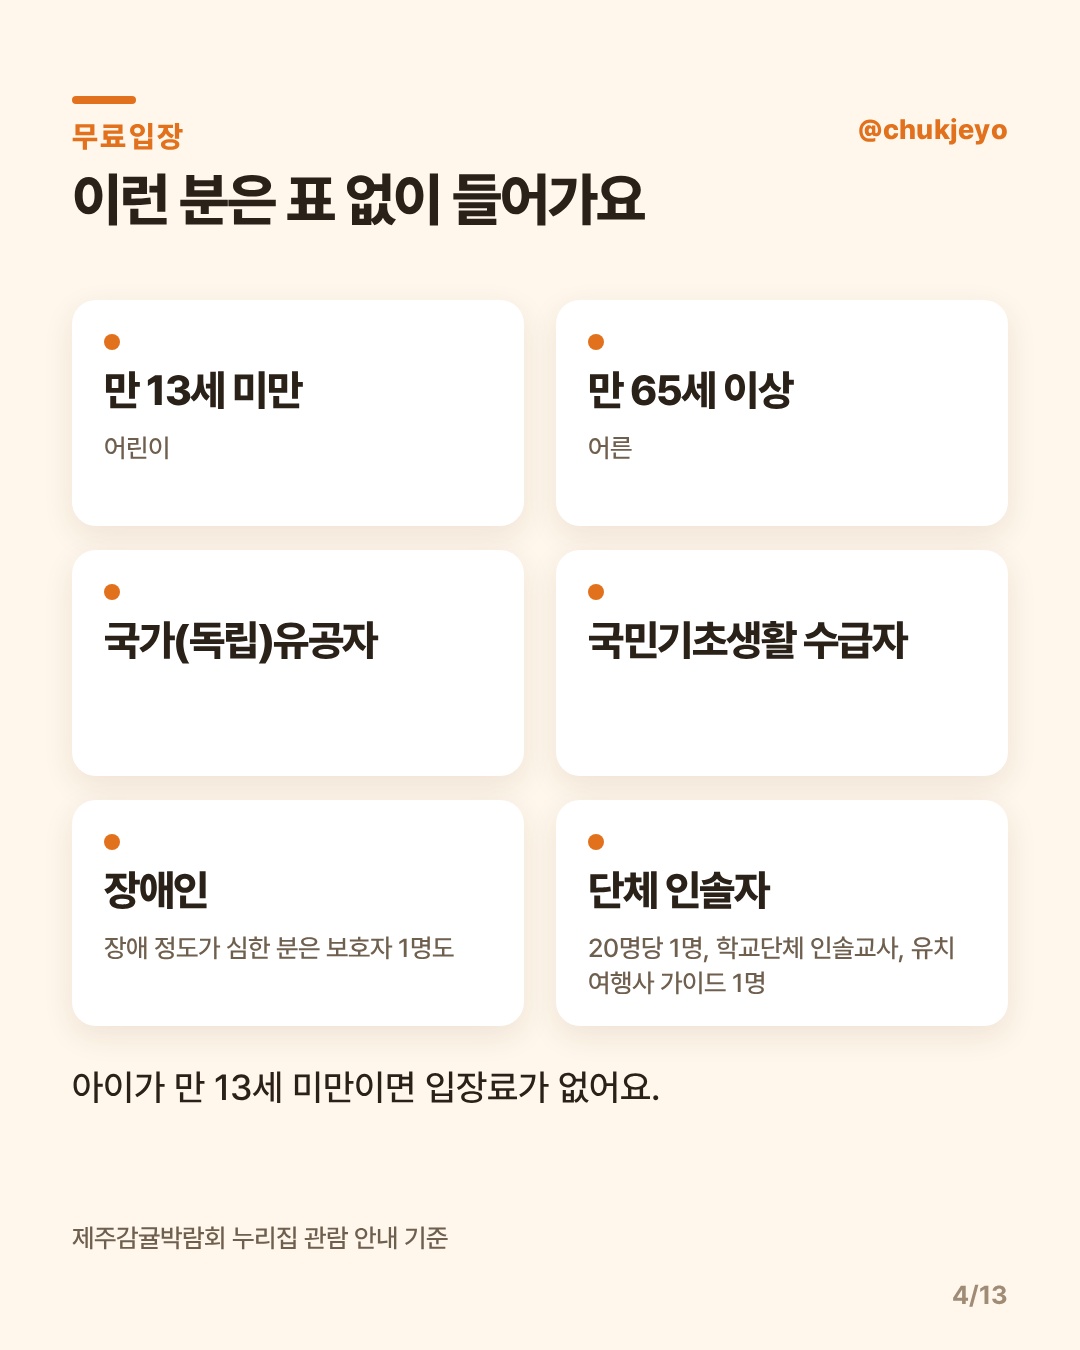 무료입장
@chukjeyo
이런 분은 표 없이 들어가요
만 13세 미만
어린이
만 65세 이상
어른
국가(독립)유공자
국민기초생활 수급자
장애인
장애 정도가 심한 분은 보호자 1명도
단체 인솔자
20명당 1명, 학교단체 인솔교사, 유치
여행사 가이드 1명
아이가 만 13세 미만이면 입장료가 없어요.
제주감귤박람회 누리집 관람 안내 기준
4/13